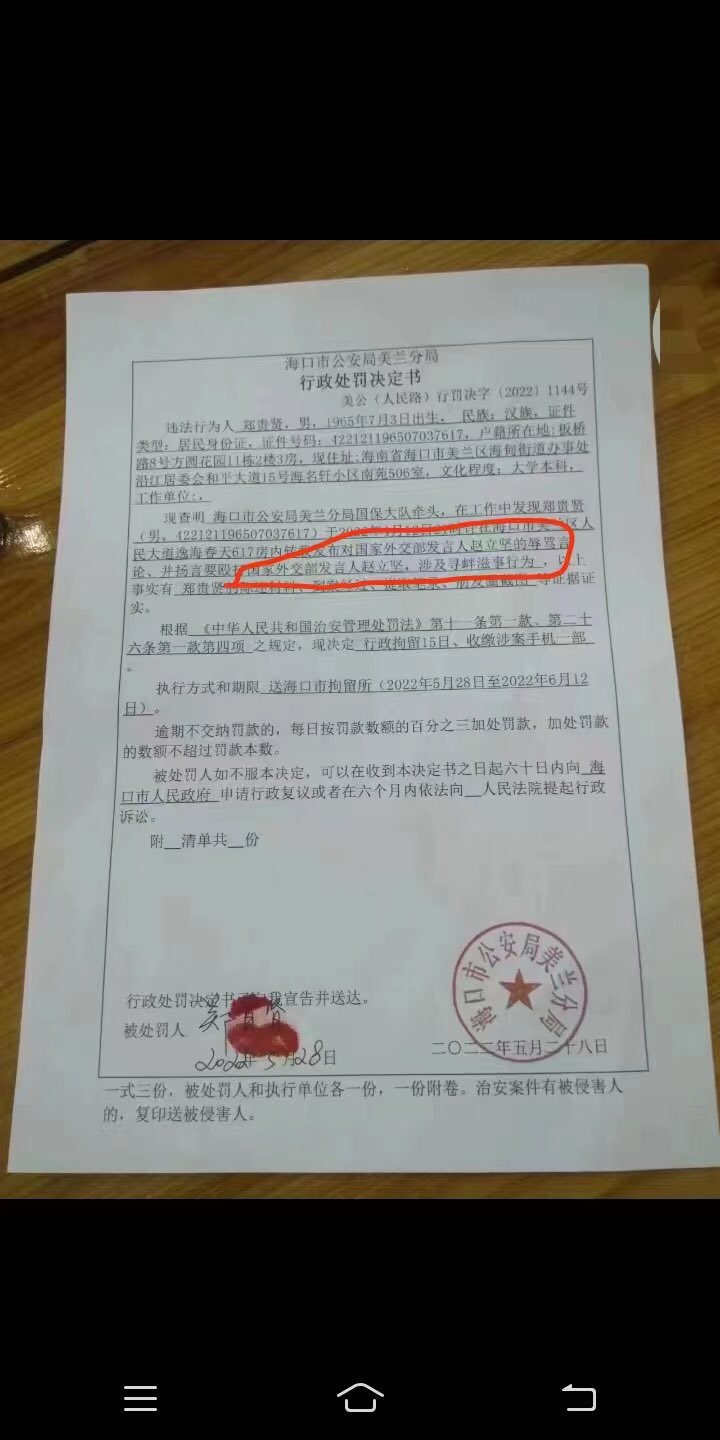 海口市公安局美兰分局
行政处罚决定书
美公（人民路）行罚决字〔2022〕1144号
违法行为人 郑贵贤，男，1965年7月3日出生， 民族：汉族，证件
类型：居民身份证，证件号码：422121196507037617，户籍所在地:板桥
路8号方圆花园11栋2楼3房，现住址:海南省海口市美兰区海甸街道办事处
沿江居委会和平大道15号海名轩小区南苑506室，文化程度：大学本科，
工作单位:，
现查明 海口市公安局美兰分局国保大队牵头，在工作中发现郑贵贤
（男，422121196507037617）于2022年 在海口市美 区人
民大道逸海春天617房内转载发布对国家外交部发言人赵立坚的辱骂言
论、并扬言要殴打国家外交部发言人赵立坚，涉及寻衅滋事行为 ，以上
事实有 郑贵贤 等证据证
实。
根据 《中华人民共和国治安管理处罚法》第十一条第一款、第二十
六条第一款第四项 之规定，现决定 行政拘留15日、收缴涉案手机一部
。
执行方式和期限 送海口市拘留所（2022年5月28日至2022年6月12
日）。
逾期不交纳罚款的，每日按罚款数额的百分之三加处罚款，加处罚款
的数额不超过罚款本数。
被处罚人如不服本决定，可以在收到本决定书之日起六十日内向 海
口市人民政府 申请行政复议或者在六个月内依法向__人民法院提起行政
诉讼。
附__清单共__份
行政处罚决定书 我宣告并送达。
被处罚人
2022年5月28日
海口市公安局美兰分局
二〇二二年五月二十八日
一式三份，被处罚人和执行单位各一份，一份附卷。治安案件有被侵害人
的，复印送被侵害人。